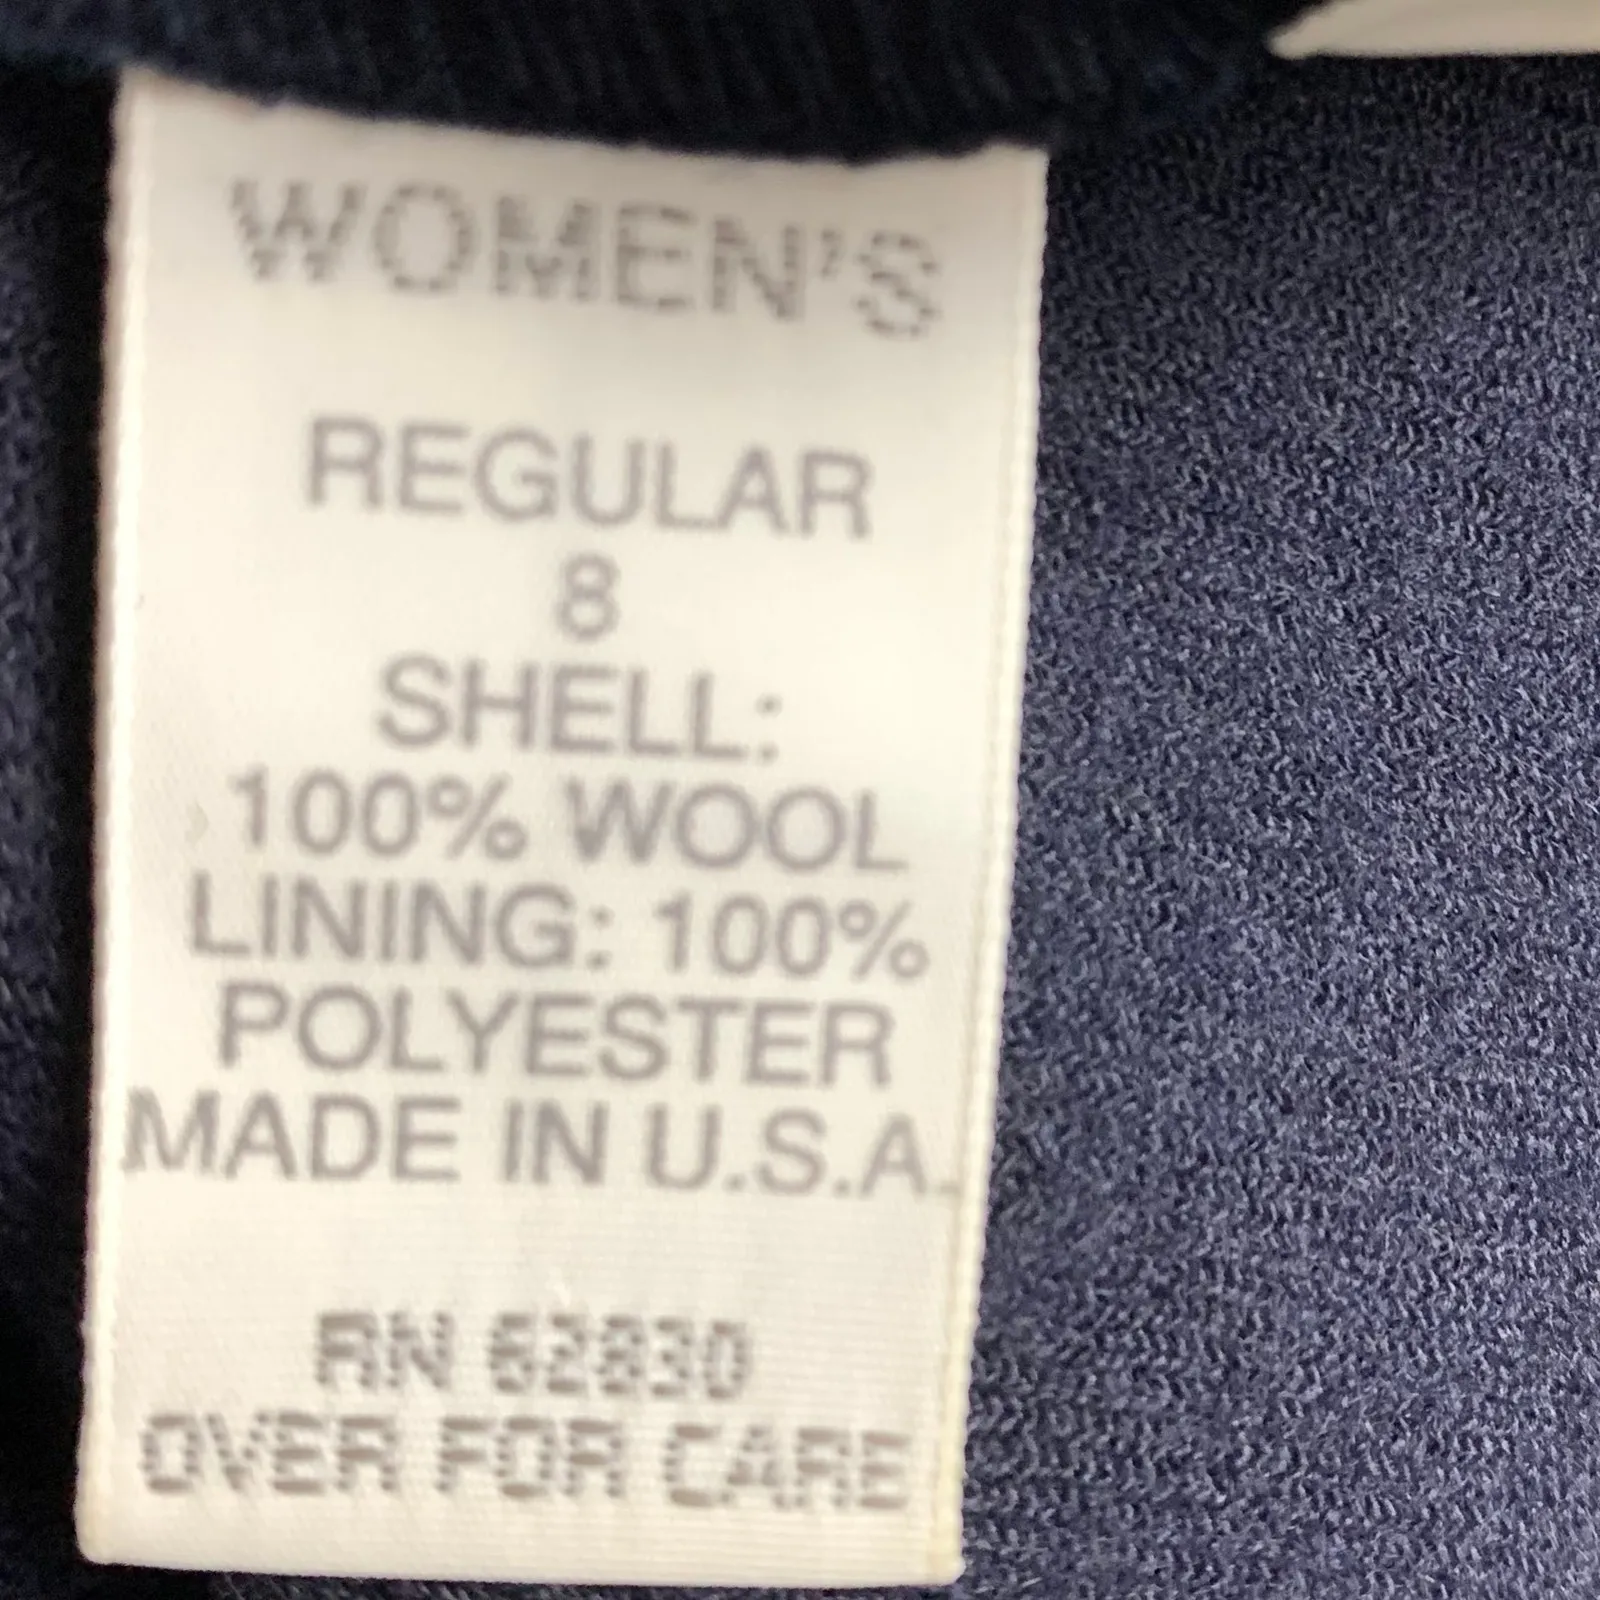 WOMEN'S
REGULAR
8
SHELL:
100% WOOL
LINING: 100%
POLYESTER
MADE IN U.S.A.
RN 62830
OVER FOR CARE